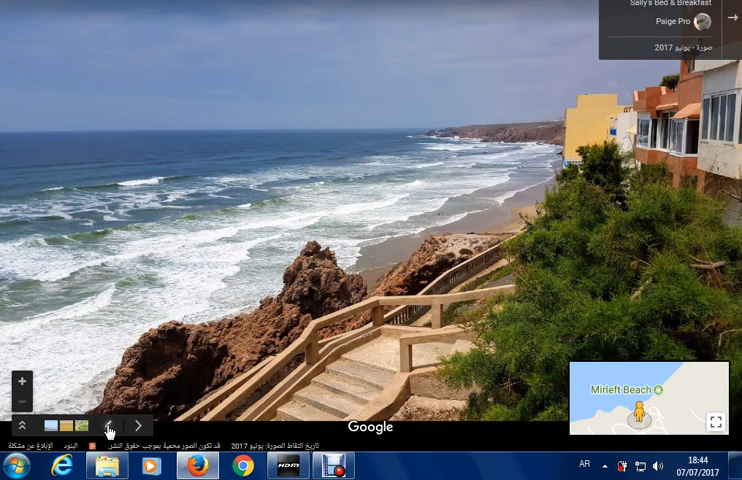 Sally's Bed & Breakfast
Paige Pro
صورة - يونيو 2017
Mirleft Beach
Google
تاريخ التقاط الصورة: يونيو 2017
قد تكون الصور محمية بموجب حقوق النشر
البنود
الإبلاغ عن مشكلة
HDM
AR
18:44
07/07/2017